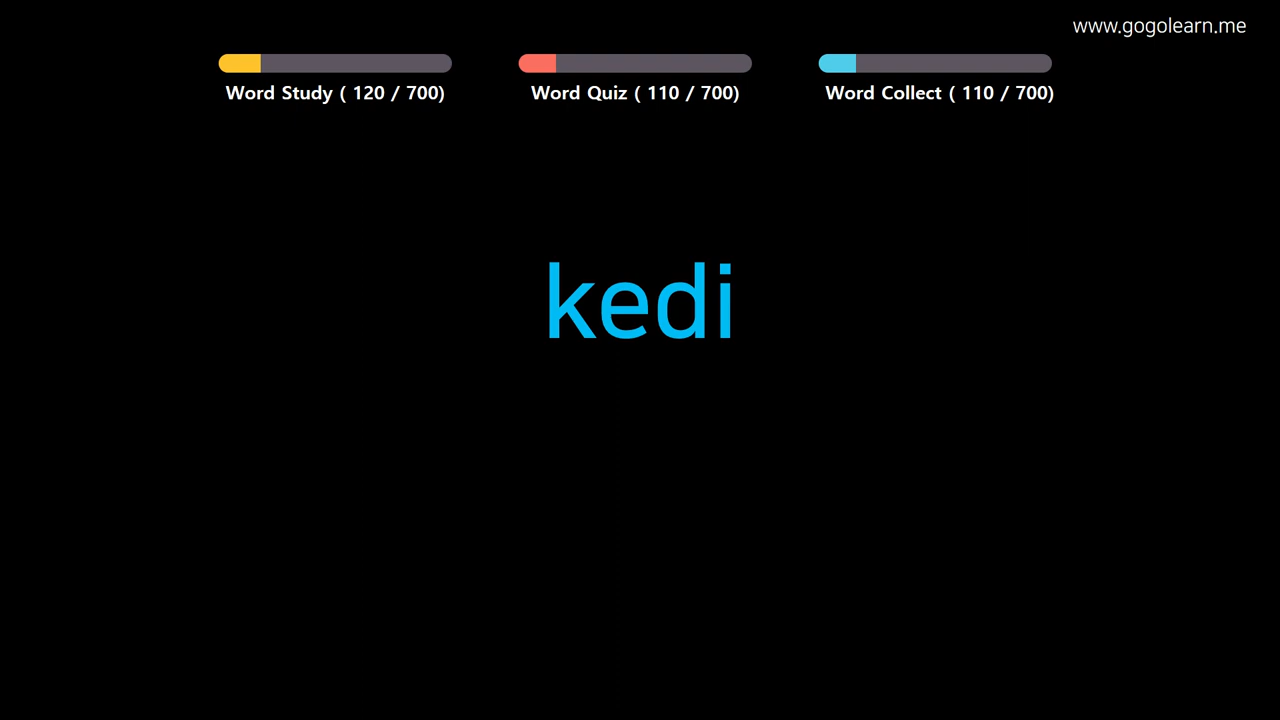 www.gogolearn.me
Word Study ( 120 / 700)
Word Quiz ( 110 / 700)
Word Collect ( 110 / 700)
kedi